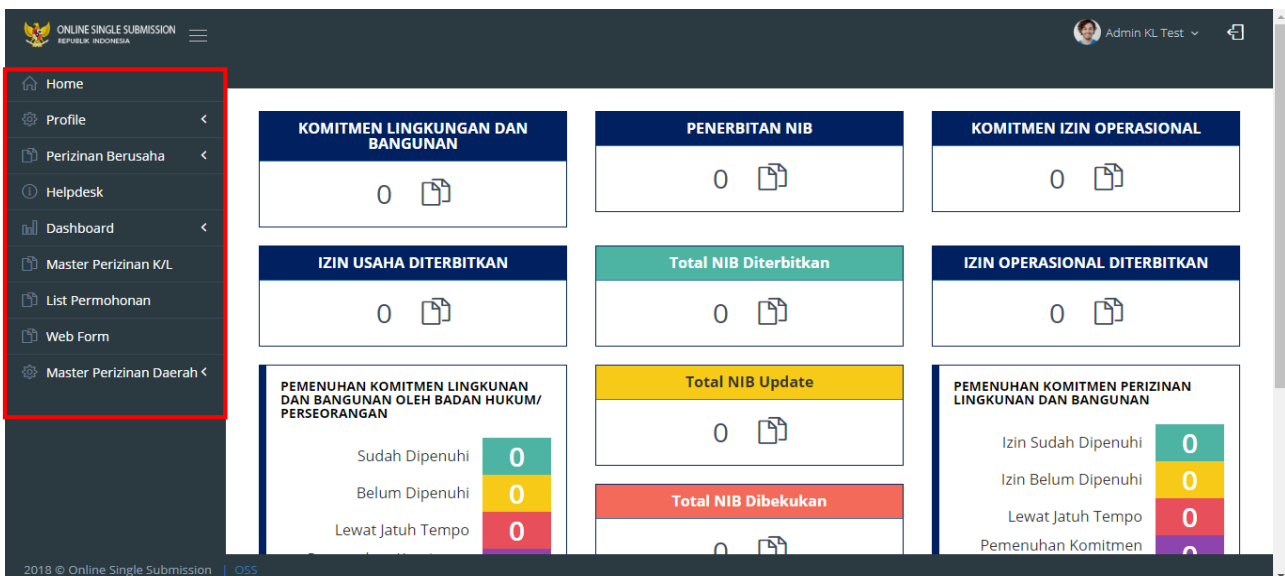 ONLINE SINGLE SUBMISSION
REPUBLIK INDONESIA
Admin KL Test
Home
Profile
Perizinan Berusaha
Helpdesk
Dashboard
Master Perizinan K/L
List Permohonan
Web Form
Master Perizinan Daerah
KOMITMEN LINGKUNGAN DAN
BANGUNAN
0
PENERBITAN NIB
0
KOMITMEN IZIN OPERASIONAL
0
IZIN USAHA DITERBITKAN
0
Total NIB Diterbitkan
0
IZIN OPERASIONAL DITERBITKAN
0
PEMENUHAN KOMITMEN LINGKUNAN
DAN BANGUNAN OLEH BADAN HUKUM/
PERSEORANGAN
Sudah Dipenuhi 0
Belum Dipenuhi 0
Lewat Jatuh Tempo 0
Total NIB Update
0
Total NIB Dibekukan
0
PEMENUHAN KOMITMEN PERIZINAN
LINGKUNGAN DAN BANGUNAN
Izin Sudah Dipenuhi 0
Izin Belum Dipenuhi 0
Lewat Jatuh Tempo 0
Pemenuhan Komitmen 0
2018 © Online Single Submission | OSS